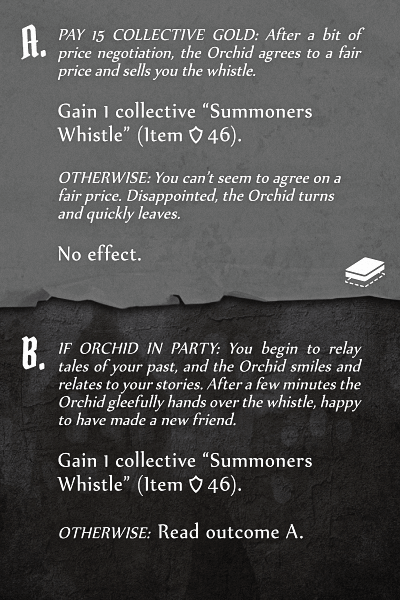 A. PAY 15 COLLECTIVE GOLD: After a bit of
price negotiation, the Orchid agrees to a fair
price and sells you the whistle.
Gain 1 collective “Summoners
Whistle” (Item 46).
OTHERWISE: You can’t seem to agree on a
fair price. Disappointed, the Orchid turns
and quickly leaves.
No effect.
B. IF ORCHID IN PARTY: You begin to relay
tales of your past, and the Orchid smiles and
relates to your stories. After a few minutes the
Orchid gleefully hands over the whistle, happy
to have made a new friend.
Gain 1 collective “Summoners
Whistle” (Item 46).
OTHERWISE: Read outcome A.